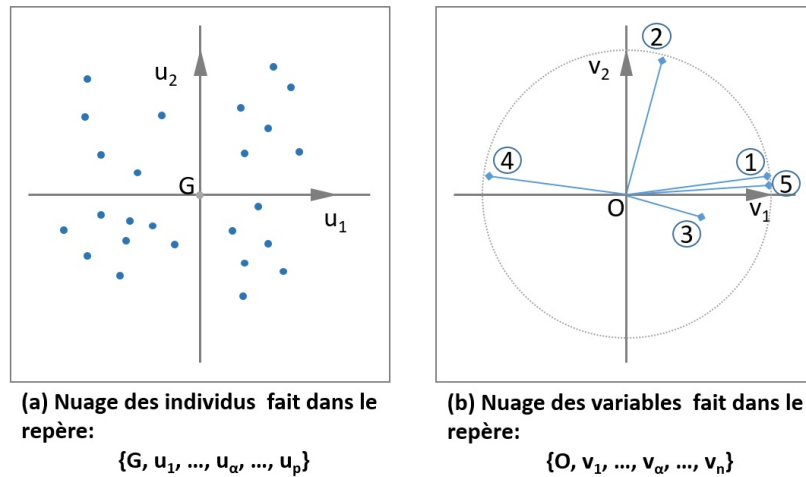 u₂
G
u₁
(a) Nuage des individus fait dans le
repère:
{G, u₁, ..., uα, ..., uₚ}
2
v₂
4
1
5
O
v₁
3
(b) Nuage des variables fait dans le
repère:
{O, v₁, ..., vα, ..., vₙ}